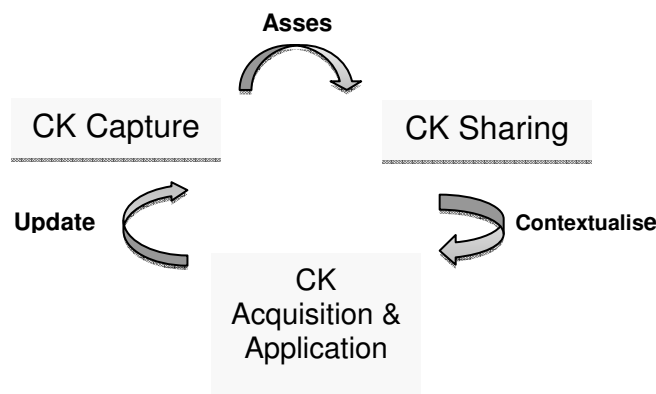 Asses
CK Capture
CK Sharing
Update
Contextualise
CK
Acquisition &
Application